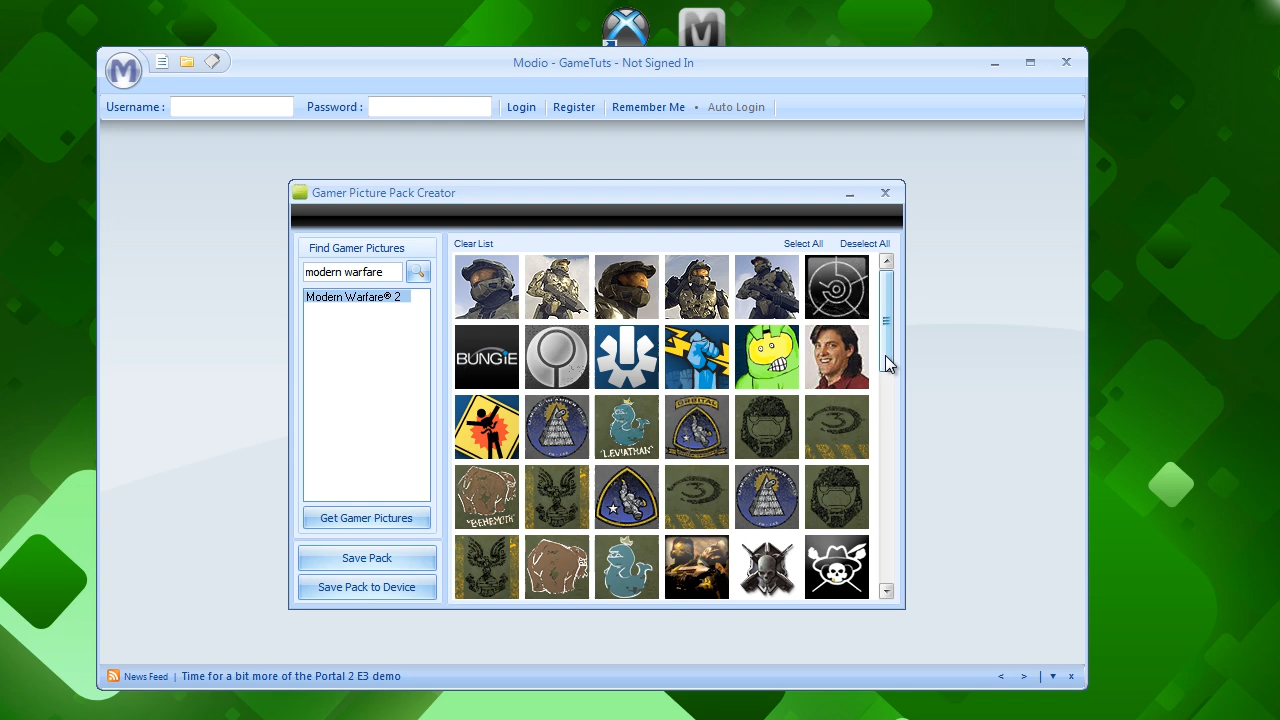 Modio - GameTuts - Not Signed In
Username :
Password :
Login
Register
Remember Me
•
Auto Login
Gamer Picture Pack Creator
Find Gamer Pictures
Clear List
Select All
Deselect All
modern warfare
Modern Warfare® 2
BUNGiE
ORBITAL
"LEVIATHAN"
3
"BEHEMOTH"
3
Get Gamer Pictures
Save Pack
Save Pack to Device
News Feed | Time for a bit more of the Portal 2 E3 demo
< > | ▾ x